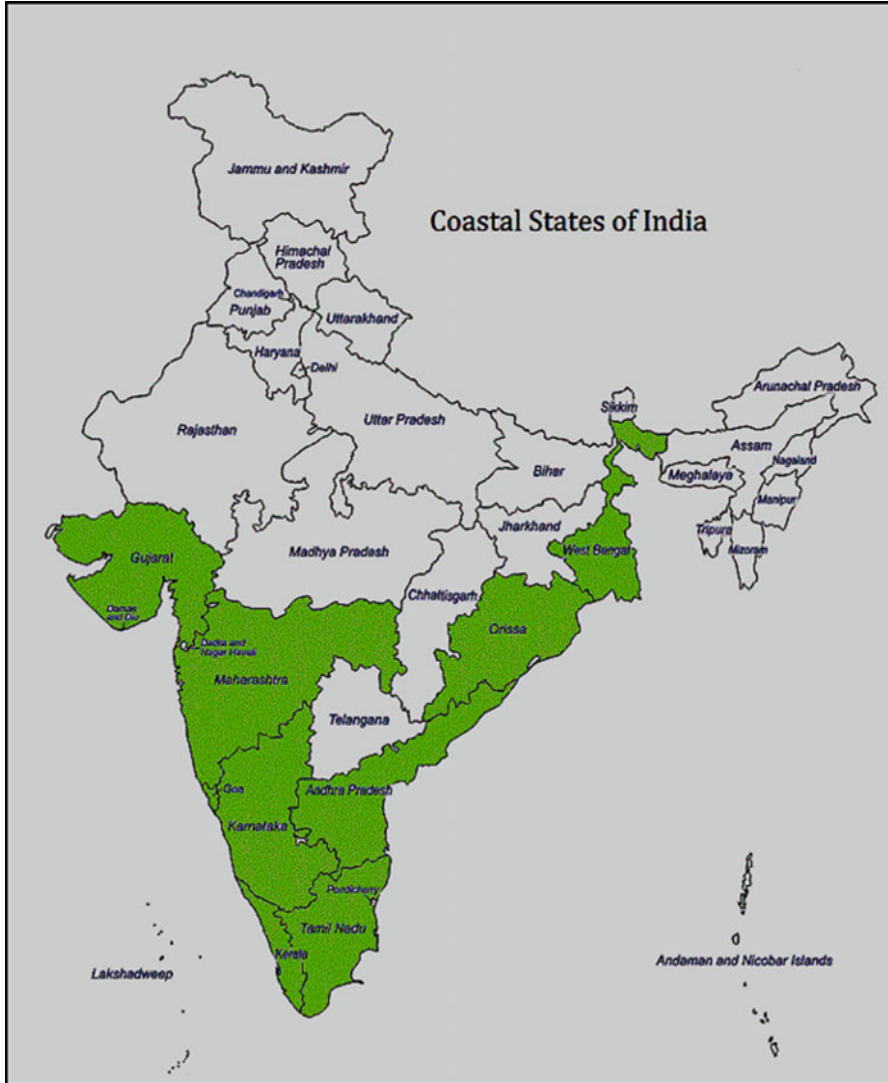 Jammu and Kashmir
Coastal States of India
Himachal
Pradesh
Chandigarh
Punjab
Uttarakhand
Haryana
Delhi
Arunachal Pradesh
Sikkim
Uttar Pradesh
Rajasthan
Assam
Nagaland
Bihar
Meghalaya
Manipur
Jharkhand
Tripura
Mizoram
West Bengal
Madhya Pradesh
Gujarat
Chhattisgarh
Daman
and Diu
Orissa
Dadra and
Nagar Haveli
Maharashtra
Telangana
Goa
Aadhra Pradesh
Karnataka
Pondicherry
Tamil Nadu
Kerala
Lakshadweep
Andaman and Nicobar Islands